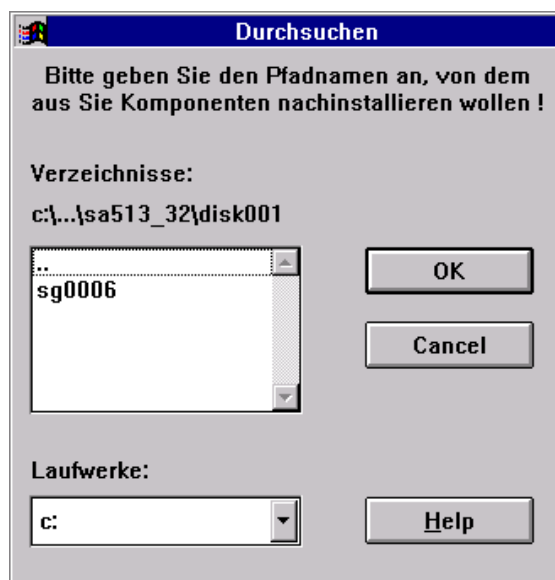 Durchsuchen
Bitte geben Sie den Pfadnamen an, von dem
aus Sie Komponenten nachinstallieren wollen !
Verzeichnisse:
c:\...\sa513_32\disk001
..
sg0006
OK
Cancel
Laufwerke:
c:
Help